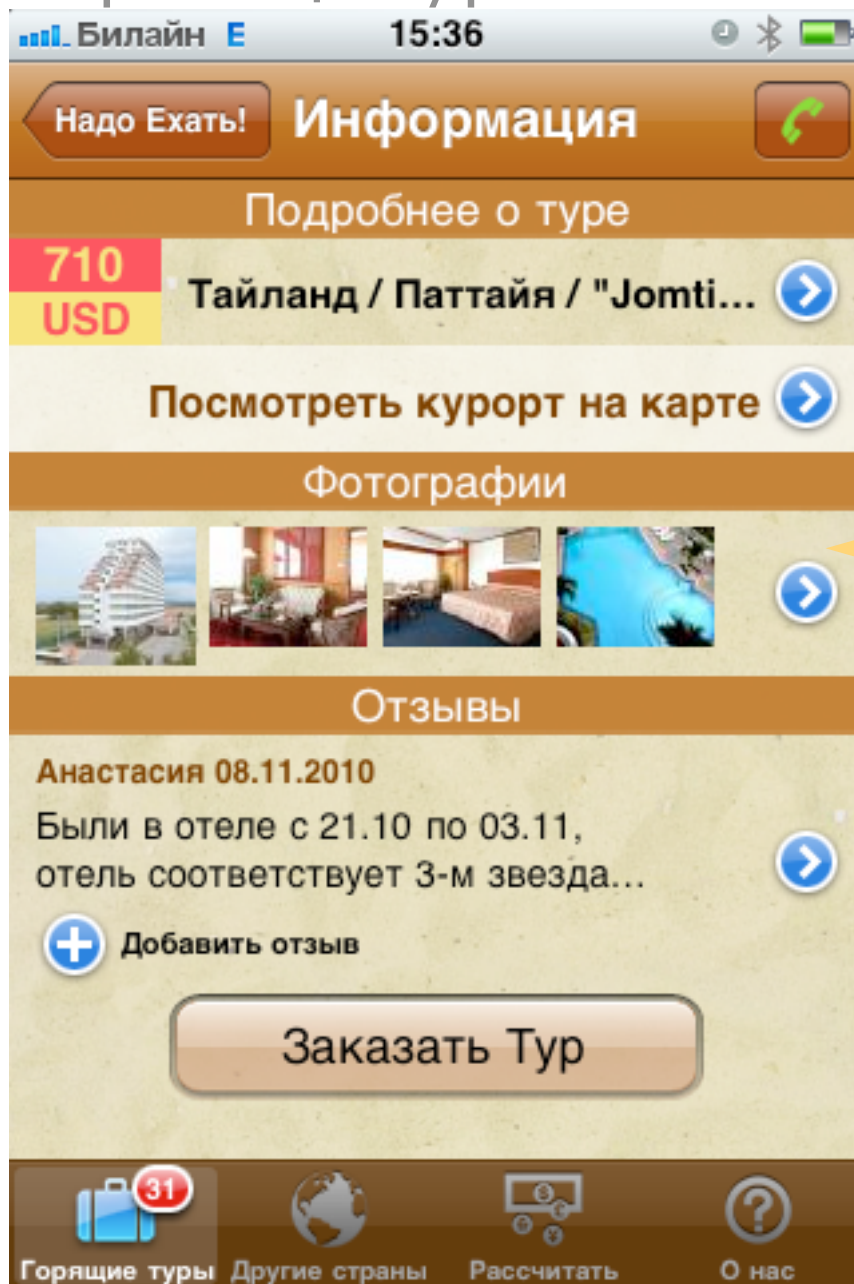 Билайн E 15:36
Надо Ехать! Информация
Подробнее о туре
710
USD
Тайланд / Паттайя / "Jomti...
Посмотреть курорт на карте
Фотографии
Отзывы
Анастасия 08.11.2010
Были в отеле с 21.10 по 03.11,
отель соответствует 3-м звезда...
Добавить отзыв
Заказать Тур
31
Горящие туры Другие страны Рассчитать О нас